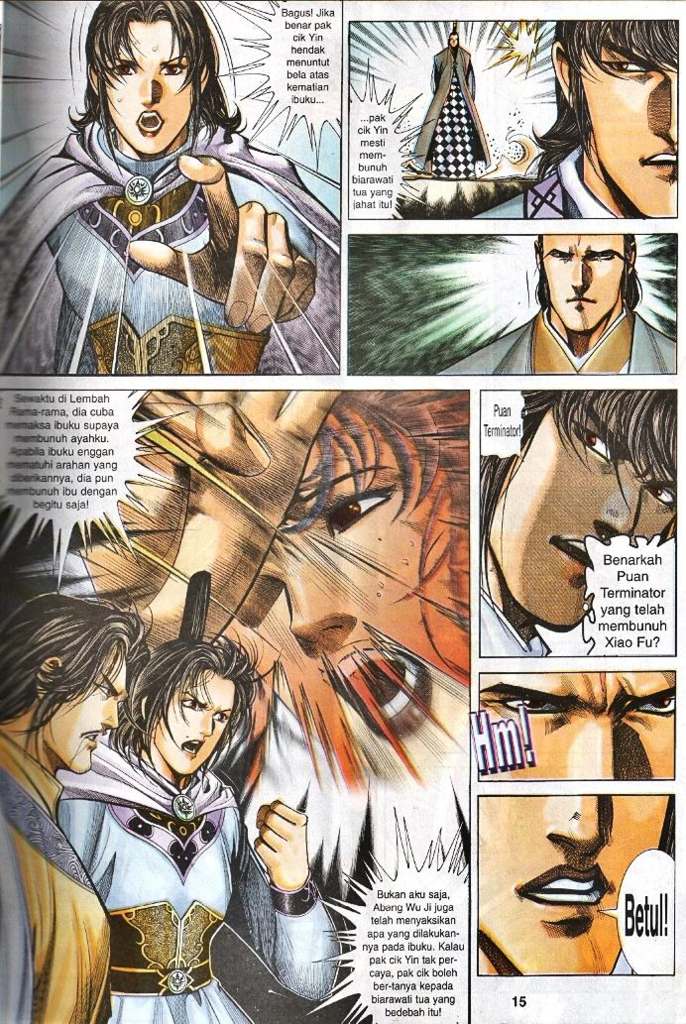 Bagus! Jika
benar pak
cik Yin
hendak
menuntut
bela atas
kematian
ibuku...
...pak
cik Yin
mesti
mem-
bunuh
biarawati
tua yang
jahat itu!
Sewaktu di Lembah
Rama-rama, dia cuba
memaksa ibuku supaya
membunuh ayahku.
Apabila ibuku enggan
mematuhi arahan yang
diberikannya, dia pun
membunuh ibu dengan
begitu saja!
Bukan aku saja,
Abang Wu Ji juga
telah menyaksikan
apa yang dilakukan-
nya pada ibuku. Kalau
pak cik Yin tak per-
caya, pak cik boleh
ber-tanya kepada
biarawati tua yang
bedebah itu!
Puan
Terminator!
Benarkah
Puan
Terminator
yang telah
membunuh
Xiao Fu?
Hm!
Betul!
15